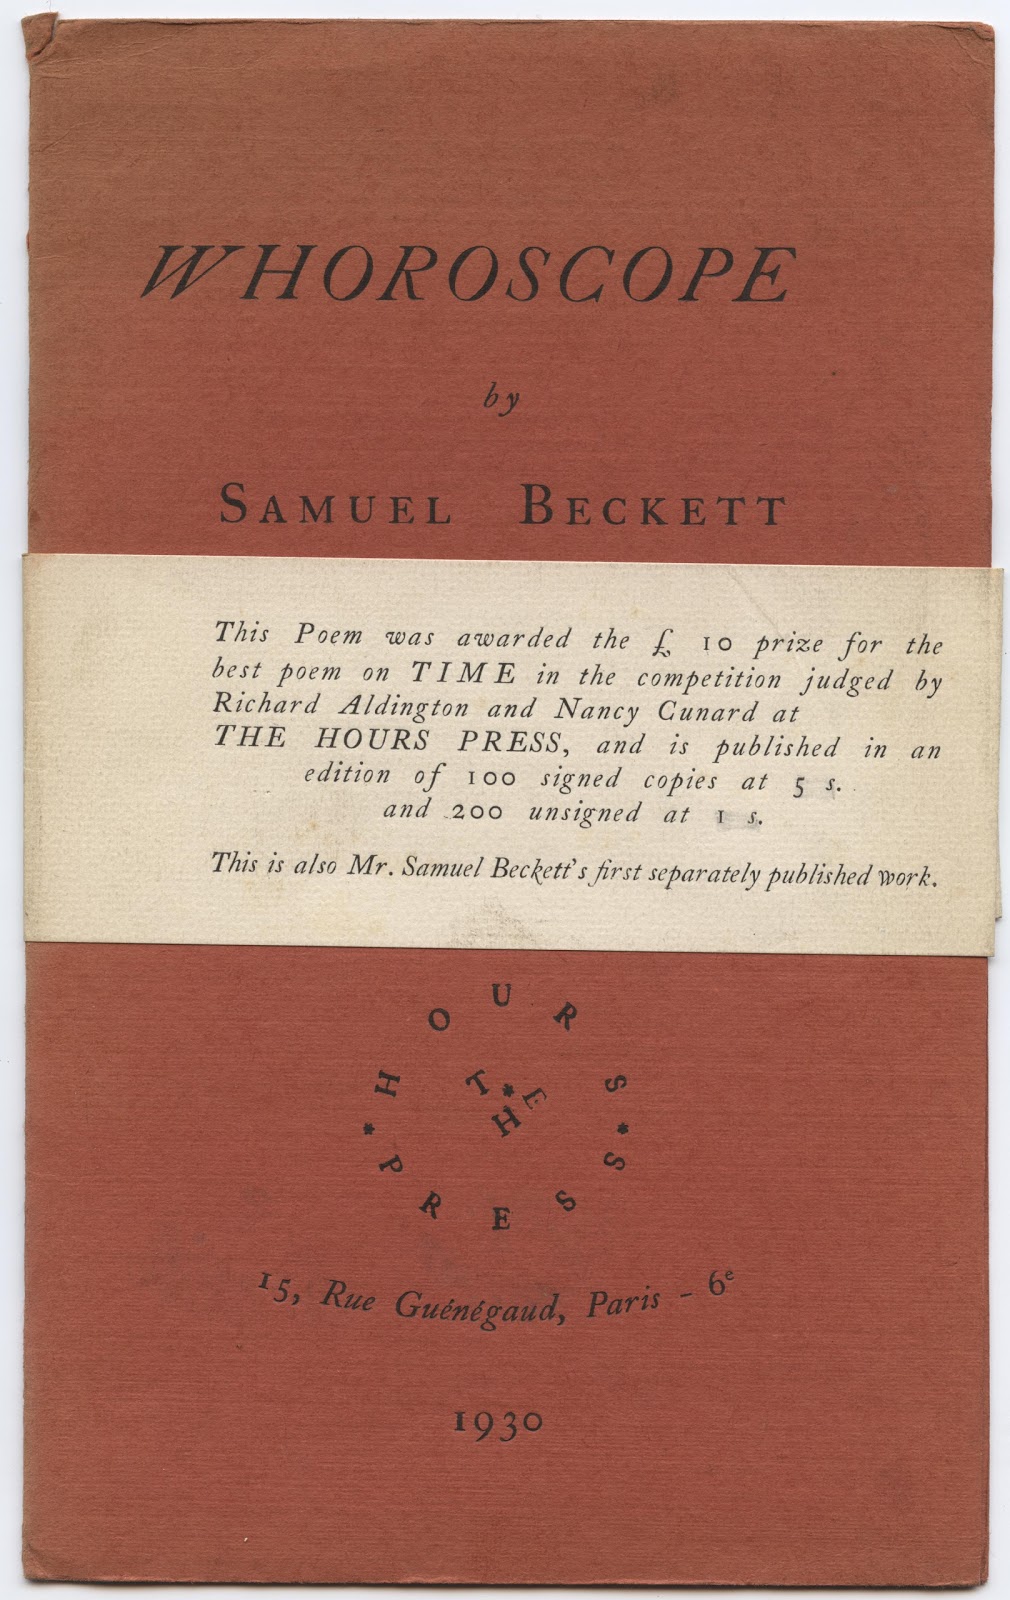 WHOROSCOPE
by
SAMUEL BECKETT
This Poem was awarded the £ 10 prize for the
best poem on TIME in the competition judged by
Richard Aldington and Nancy Cunard at
THE HOURS PRESS, and is published in an
edition of 100 signed copies at 5 s.
and 200 unsigned at 1 s.
This is also Mr. Samuel Beckett's first separately published work.
THE
HOURS
* PRESS *
15, Rue Guénégaud, Paris - 6e
1930